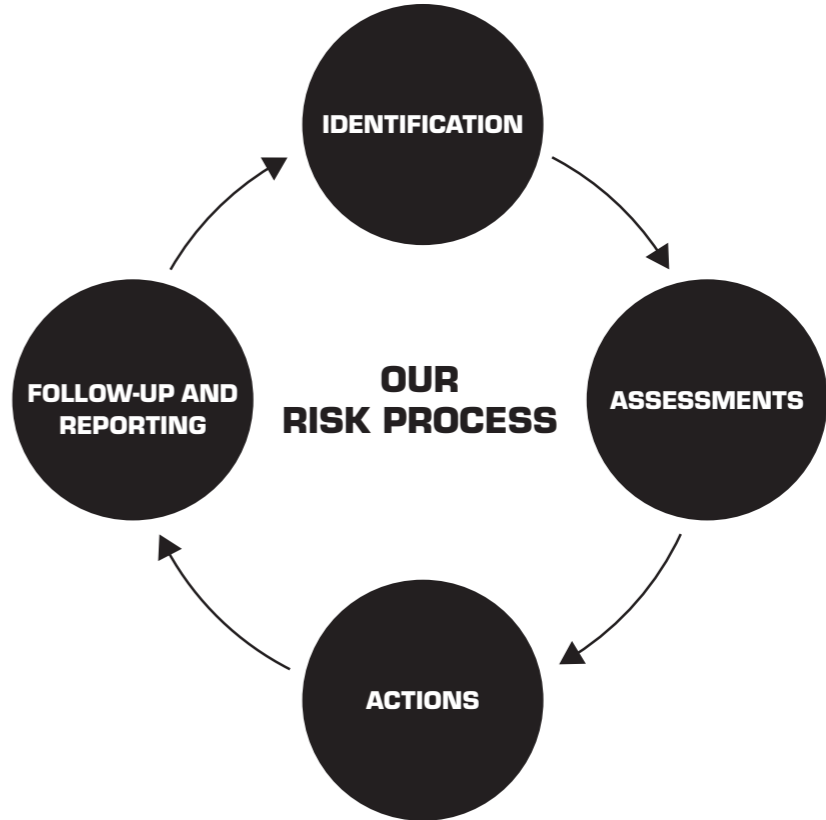 IDENTIFICATION
ASSESSMENTS
ACTIONS
FOLLOW-UP AND
REPORTING
OUR
RISK PROCESS